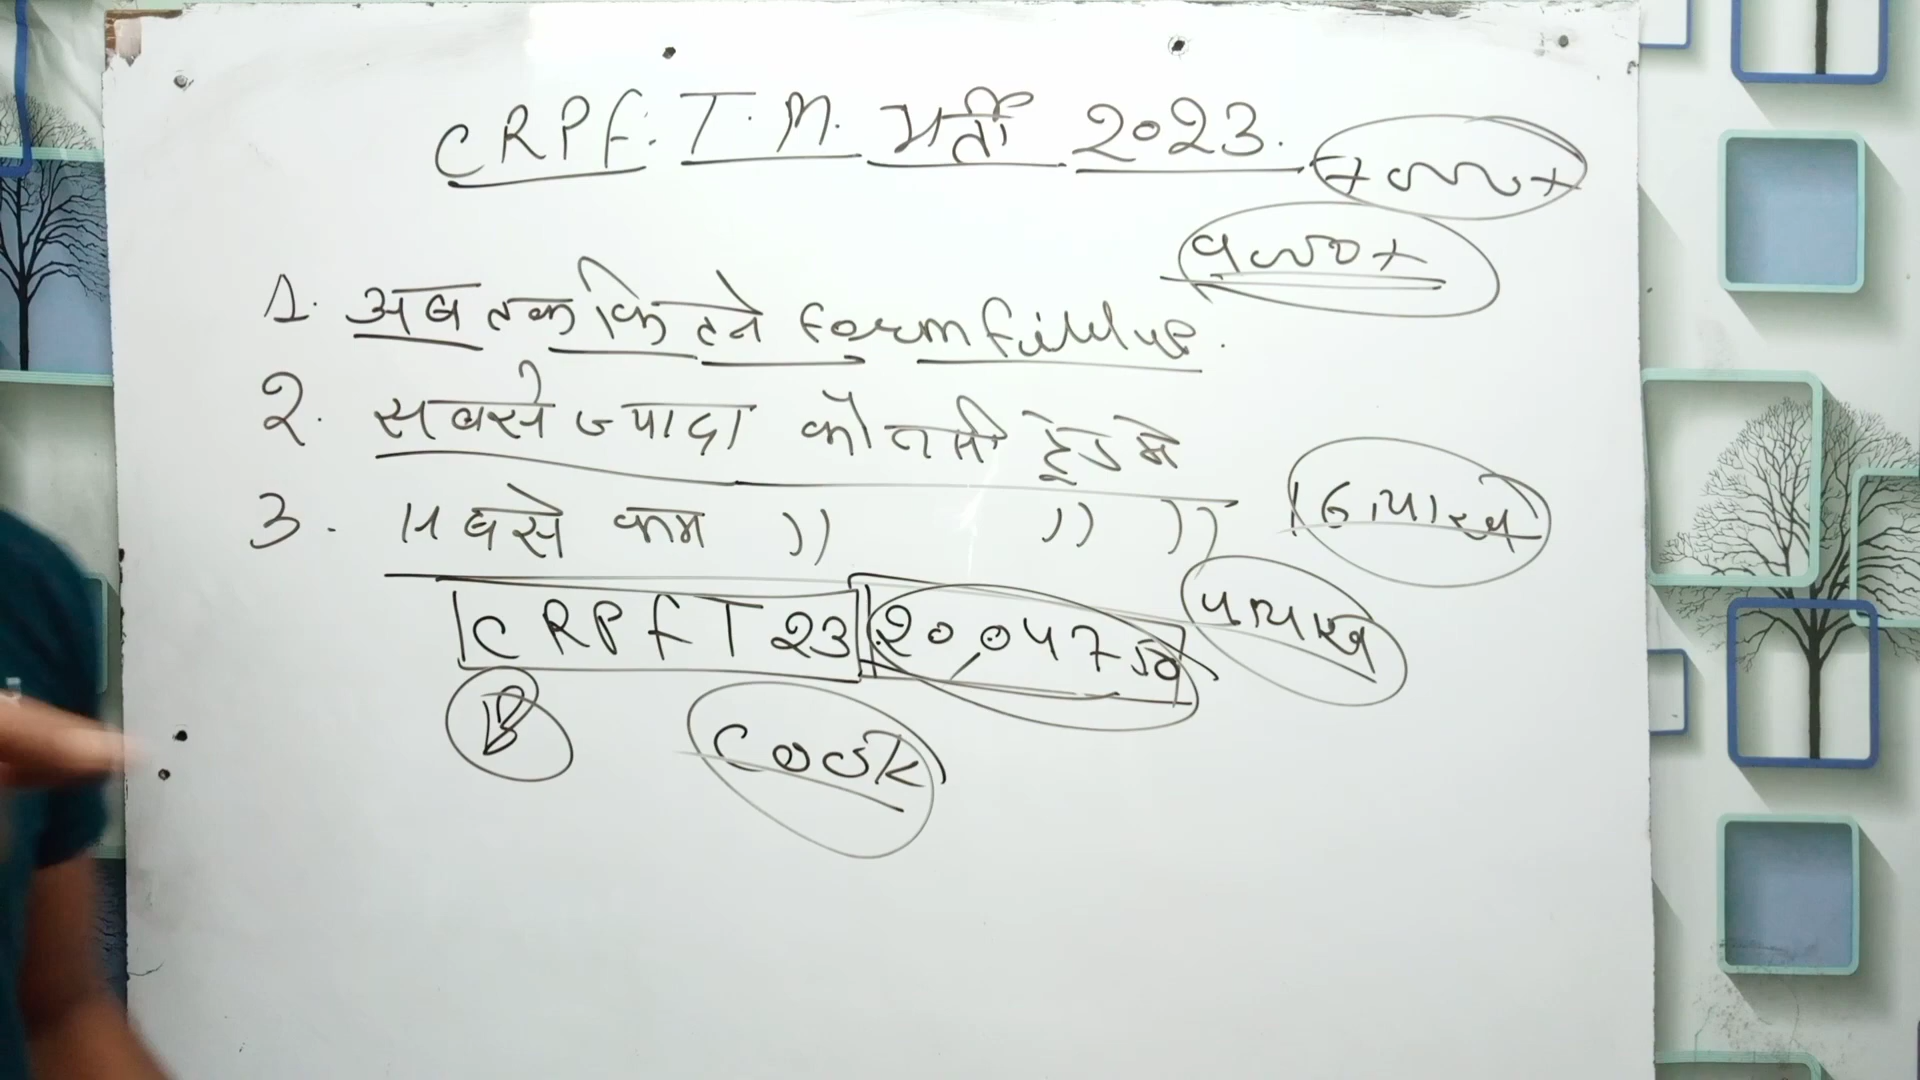 CRPF. T.M. भर्ती 2023. 7000+
9000+
1. अब तक कितने form fillup.
2. सबसे ज्यादा कौनसी ट्रेड मे
3. सबसे कम )) )) ))
CRPFT23 20,04750
B Cook